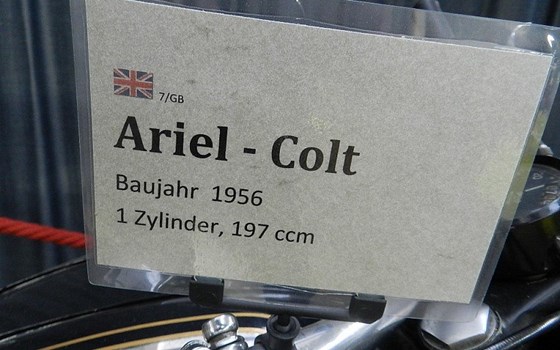 7/GB
Ariel - Colt
Baujahr 1956
1 Zylinder, 197 ccm